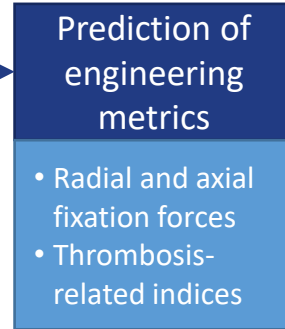 Prediction of
engineering
metrics
• Radial and axial
fixation forces
• Thrombosis-
related indices